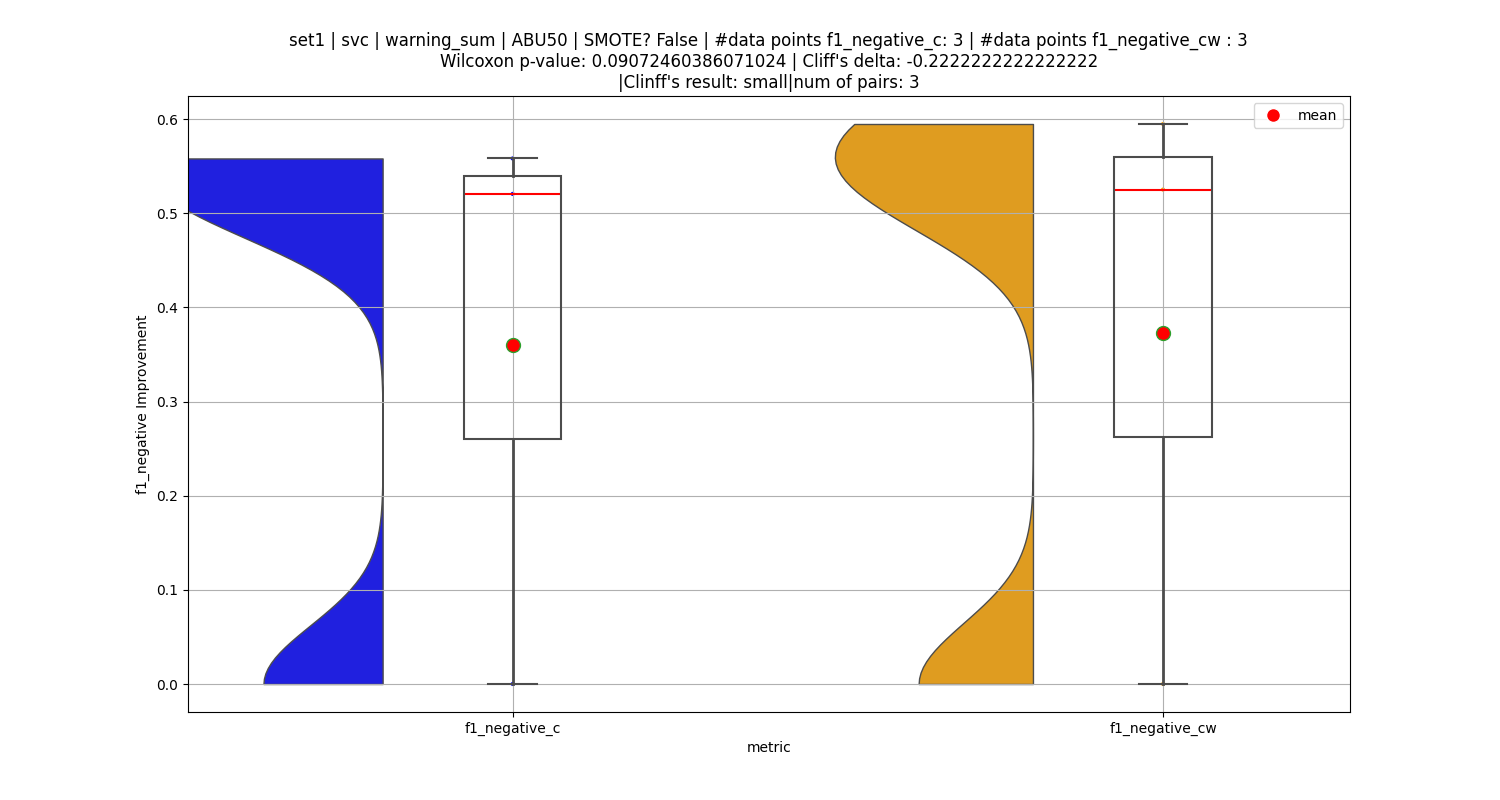 set1 | svc | warning_sum | ABU50 | SMOTE? False | #data points f1_negative_c: 3 | #data points f1_negative_cw : 3
Wilcoxon p-value: 0.09072460386071024 | Cliff's delta: -0.2222222222222222
|Clinff's result: small|num of pairs: 3
mean
0.6
0.5
0.4
0.3
0.2
0.1
0.0
f1_negative Improvement
f1_negative_c
f1_negative_cw
metric